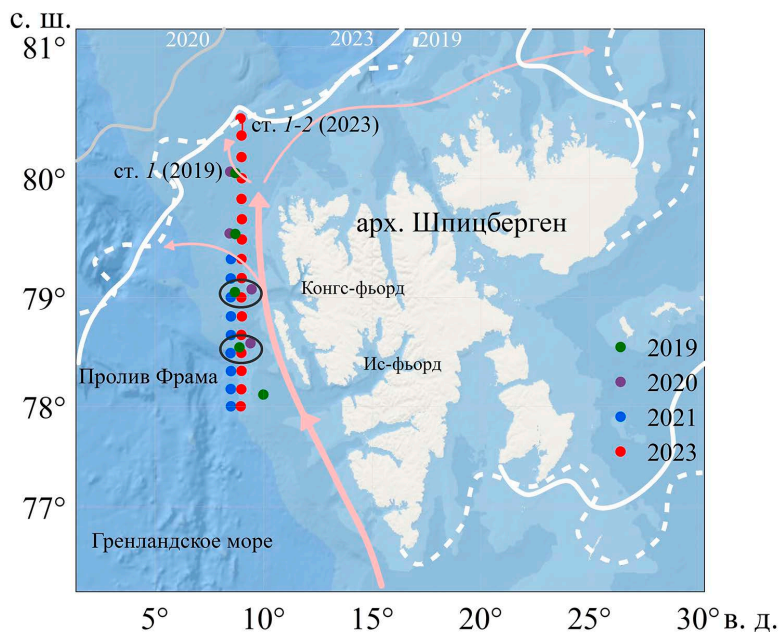 с. ш.
81°
2020
2023
2019
ст. 1-2 (2023)
80°
ст. 1 (2019)
арх. Шпицберген
79°
Конгс-фьорд
2019
Ис-фьорд
Пролив Фрама
2020
78°
2021
2023
77°
Гренландское море
5°
10°
15°
20°
25°
30° в. д.